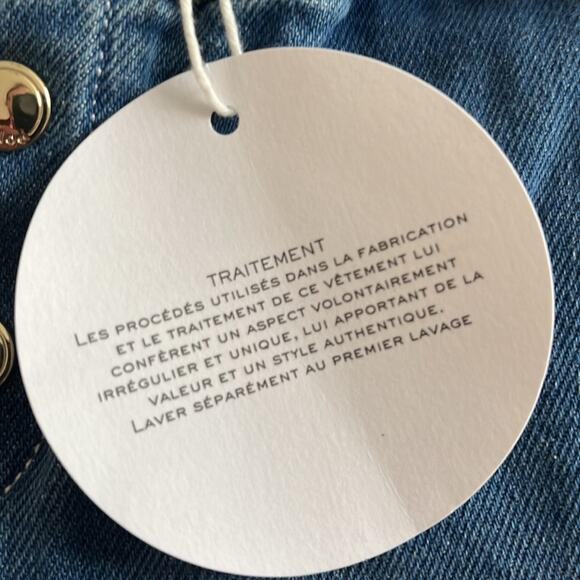 TRAITEMENT
LES PROCÉDÉS UTILISÉS DANS LA FABRICATION
ET LE TRAITEMENT DE CE VÊTEMENT LUI
CONFÈRENT UN ASPECT VOLONTAIREMENT
IRRÉGULIER ET UNIQUE, LUI APPORTANT DE LA
VALEUR ET UN STYLE AUTHENTIQUE.
LAVER SÉPARÉMENT AU PREMIER LAVAGE